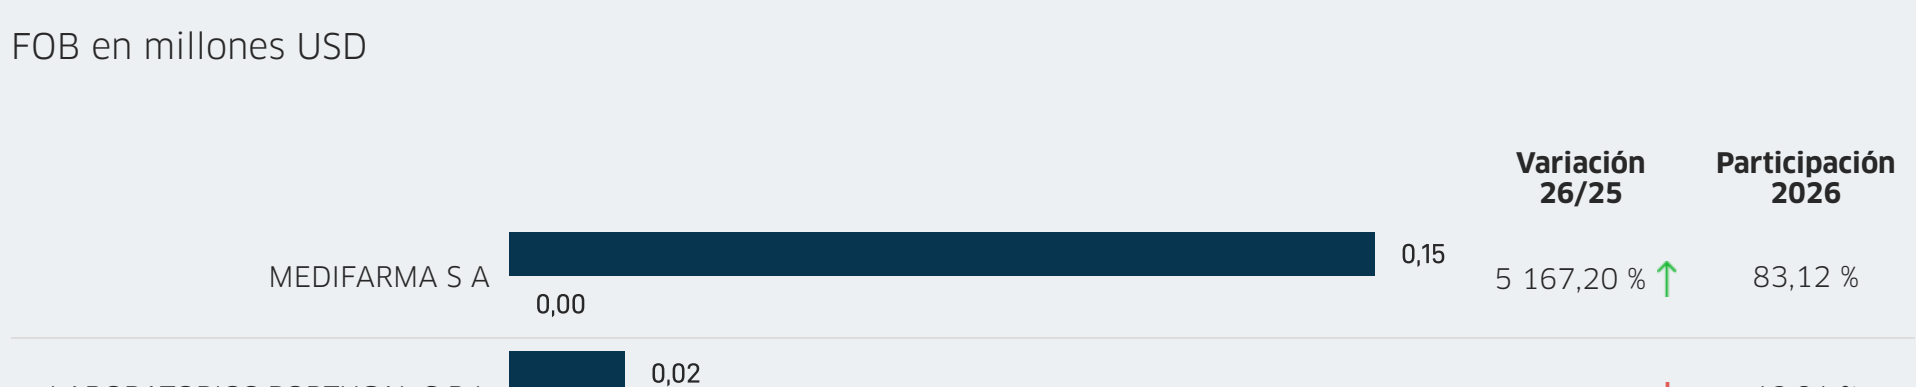 FOB en millones USD
Variación
26/25
Participación
2026
MEDIFARMA S A
0,15
0,00
5 167,20 %
83,12 %
0,02